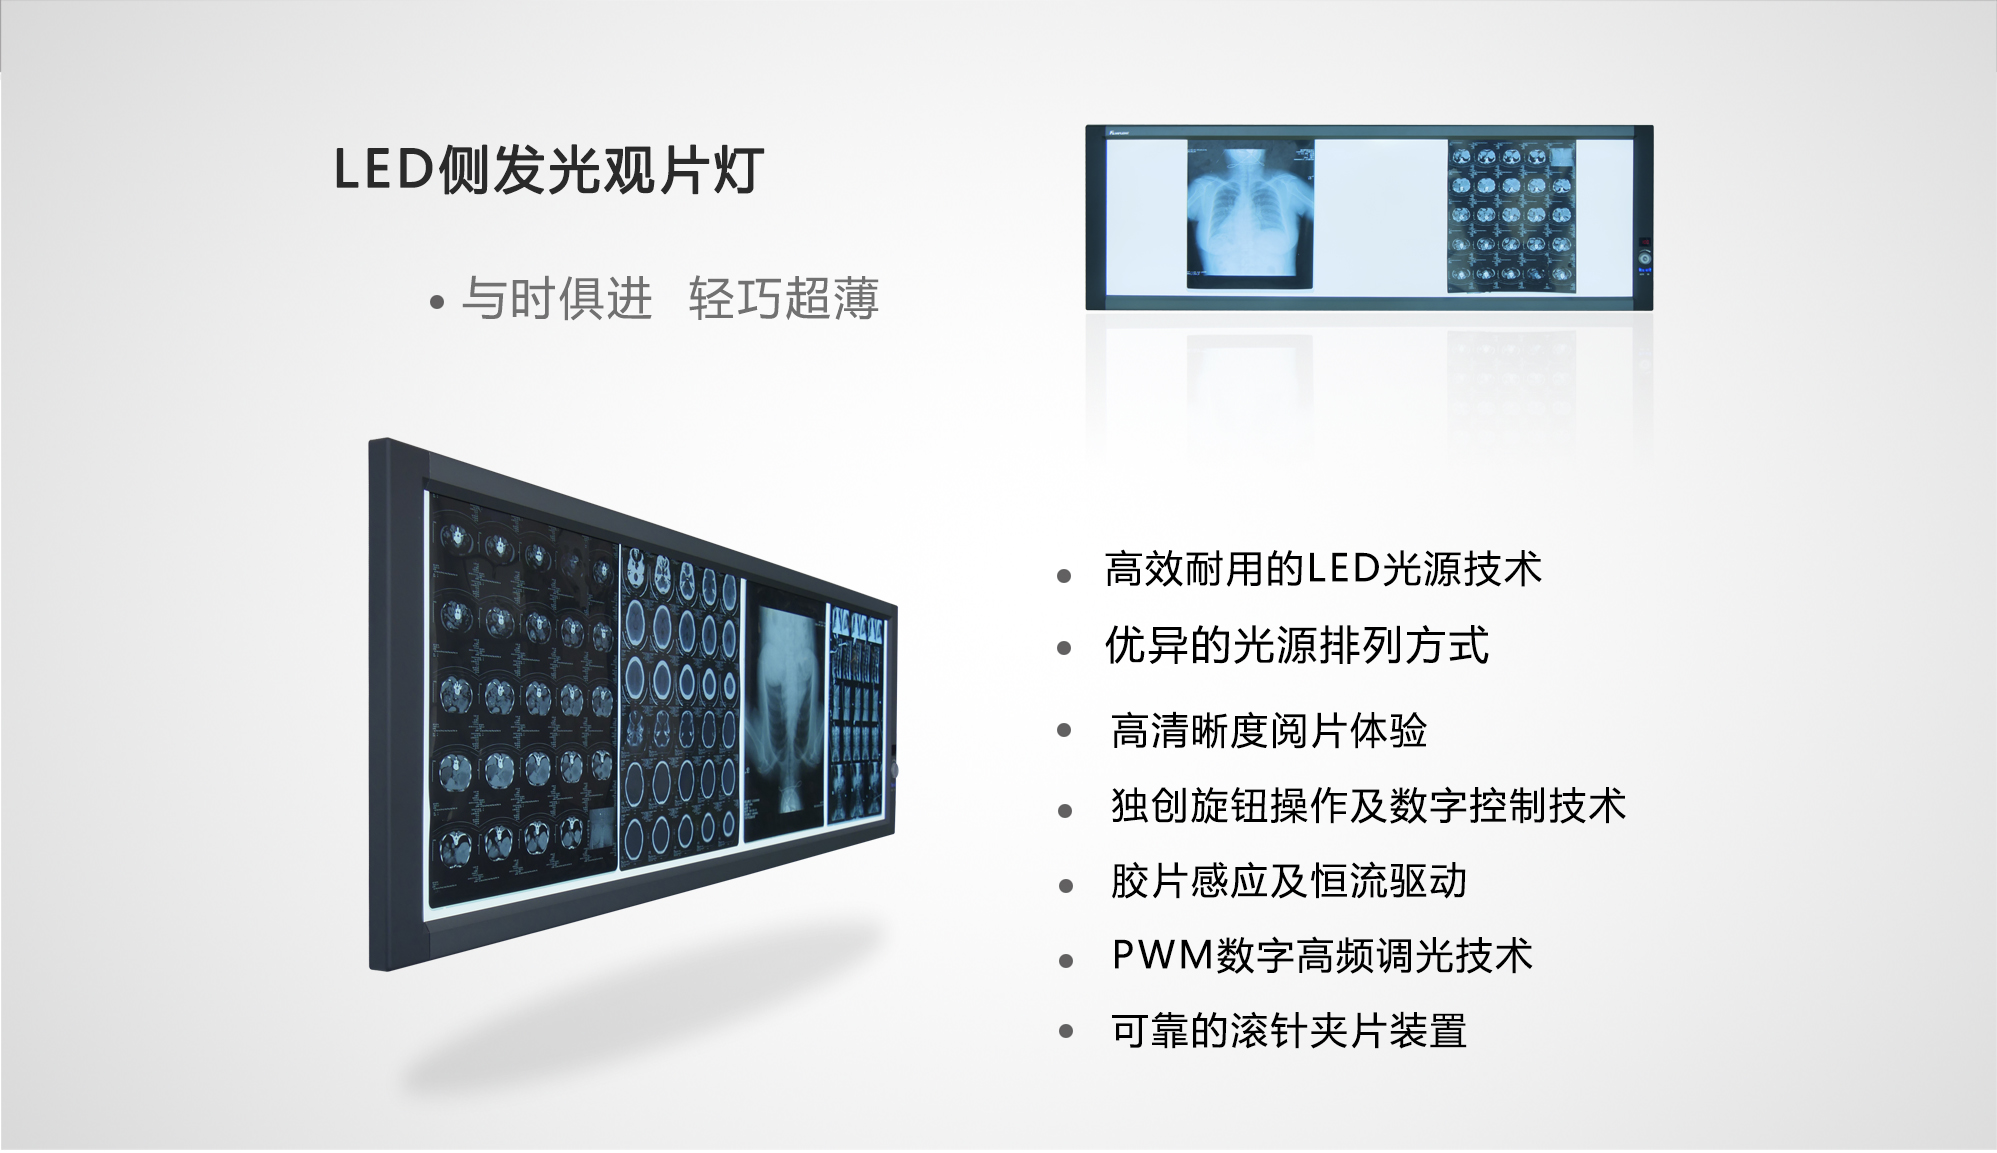 LED侧发光观片灯
• 与时俱进 轻巧超薄
• 高效耐用的LED光源技术
• 优异的光源排列方式
• 高清晰度阅片体验
• 独创旋钮操作及数字控制技术
• 胶片感应及恒流驱动
• PWM数字高频调光技术
• 可靠的滚针夹片装置